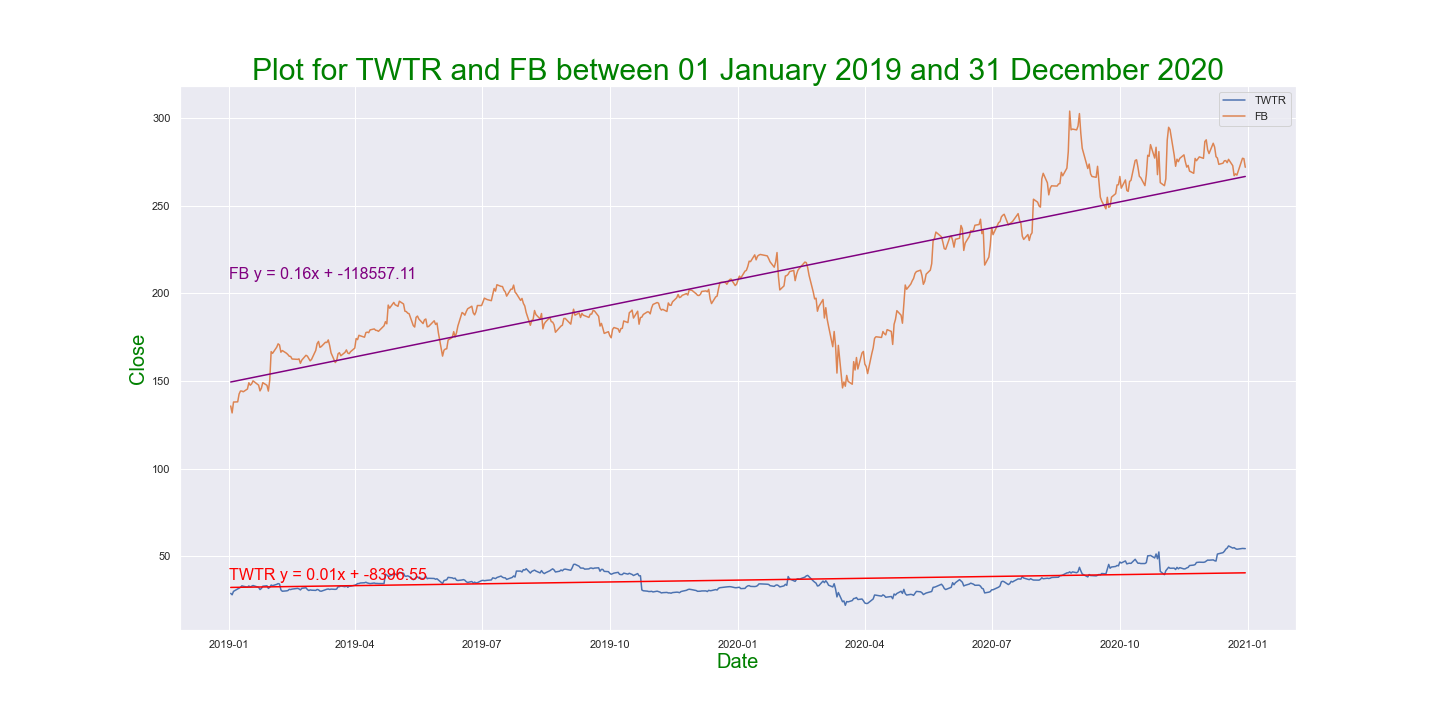 Plot for TWTR and FB between 01 January 2019 and 31 December 2020
TWTR
FB
300
250
FB y = 0.16x + -118557.11
200
Close
150
100
50
TWTR y = 0.01x + -8396.55
2019-01 2019-04 2019-07 2019-10 2020-01 2020-04 2020-07 2020-10 2021-01
Date